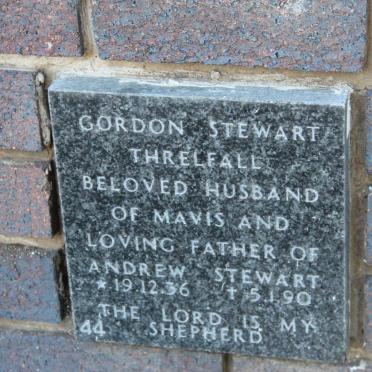 GORDON STEWART
THRELFALL
BELOVED HUSBAND
OF MAVIS AND
LOVING FATHER OF
ANDREW STEWART
* 19.12.36 † 5.1.90
THE LORD IS MY
44 SHEPHERD